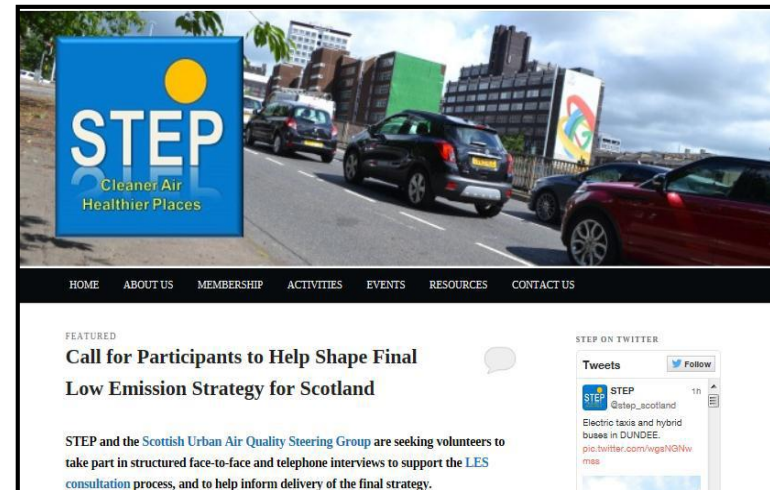 STEP
Cleaner Air
Healthier Places
HOME ABOUT US MEMBERSHIP ACTIVITIES EVENTS RESOURCES CONTACT US
FEATURED
Call for Participants to Help Shape Final
Low Emission Strategy for Scotland
STEP and the Scottish Urban Air Quality Steering Group are seeking volunteers to
take part in structured face-to-face and telephone interviews to support the LES
consultation process, and to help inform delivery of the final strategy.
STEP ON TWITTER
Tweets Follow
STEP 1h
@step_scotland
Electric taxis and hybrid
buses in DUNDEE.
pic.twitter.com/wgsNGNw
mss